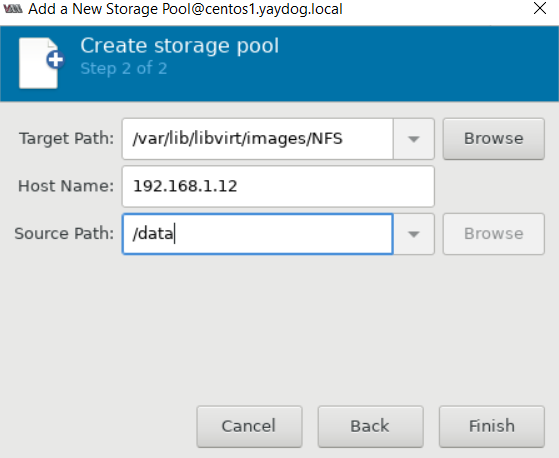 Add a New Storage Pool@centos1.yaydog.local
Create storage pool
Step 2 of 2
Target Path: /var/lib/libvirt/images/NFS Browse
Host Name: 192.168.1.12
Source Path: /data Browse
Cancel Back Finish